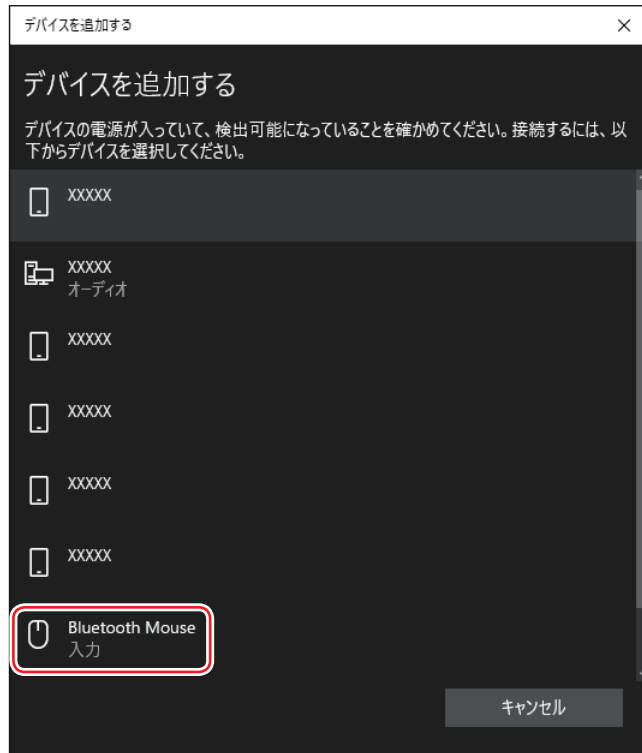 デバイスを追加する
デバイスを追加する
デバイスの電源が入っていて、検出可能になっていることを確かめてください。接続するには、以
下からデバイスを選択してください。
XXXXX
XXXXX
オーディオ
XXXXX
XXXXX
XXXXX
XXXXX
Bluetooth Mouse
入力
キャンセル